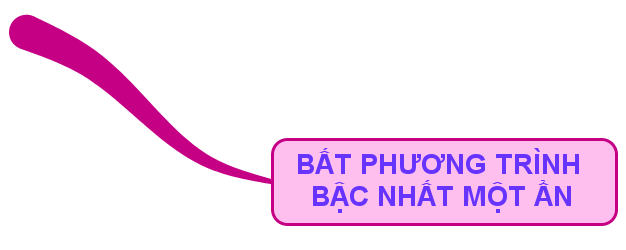 BẤT PHƯƠNG TRÌNH
BẬC NHẤT MỘT ẨN